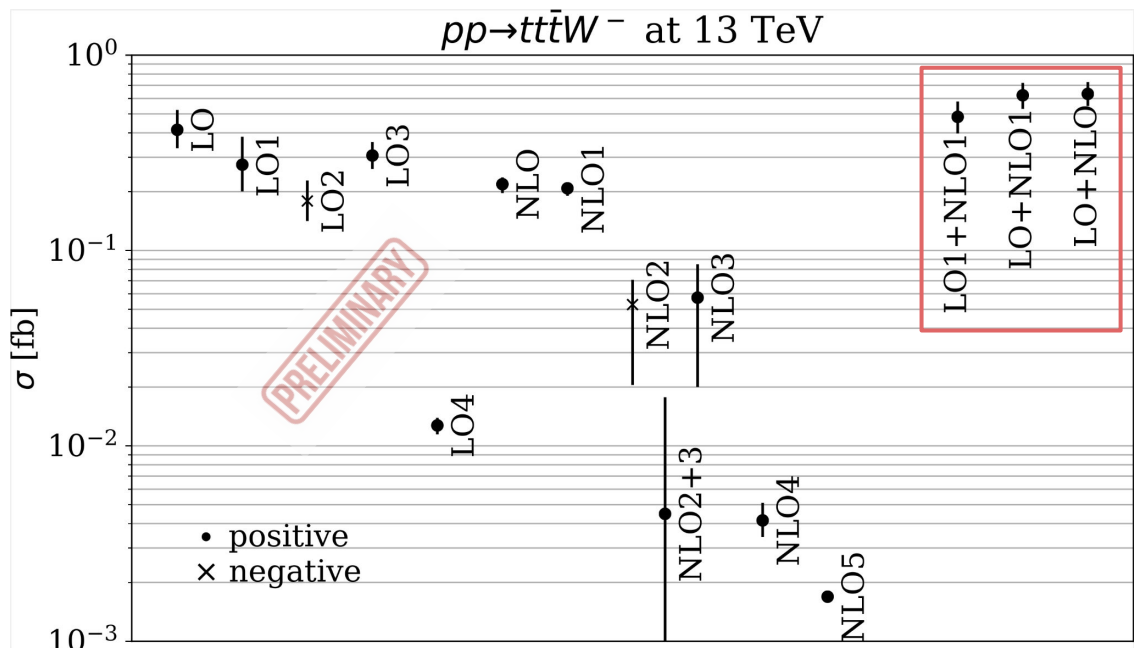 pp→ttt̄W⁻ at 13 TeV
σ [fb]
10⁰
10⁻¹
10⁻²
10⁻³
LO
LO1
LO2
LO3
LO4
NLO
NLO1
NLO2
NLO3
NLO2+3
NLO4
NLO5
LO1+NLO1
LO+NLO1
LO+NLO
PRELIMINARY
positive
negative